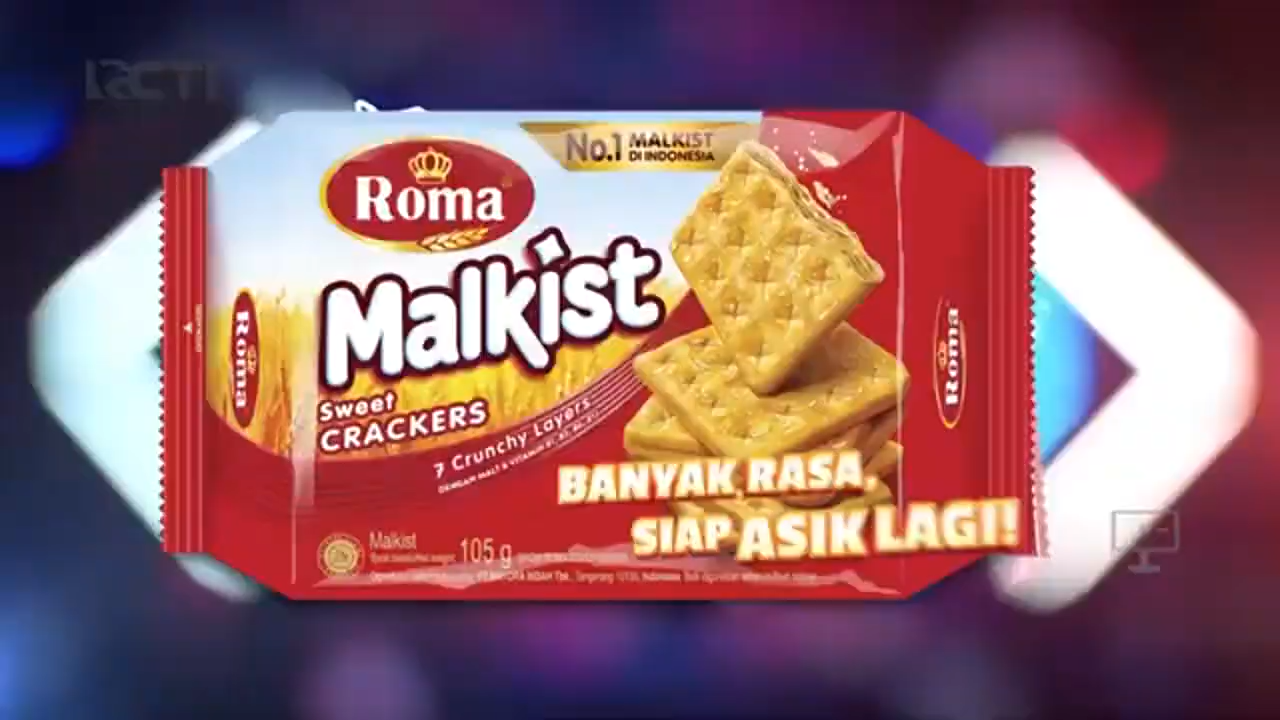 RCTI
No.1 MALKIST
DI INDONESIA
Roma
Malkist
Sweet
CRACKERS
7 Crunchy Layers
Roma
Roma
BANYAK RASA,
SIAP ASIK LAGI!
Malkist
105 g